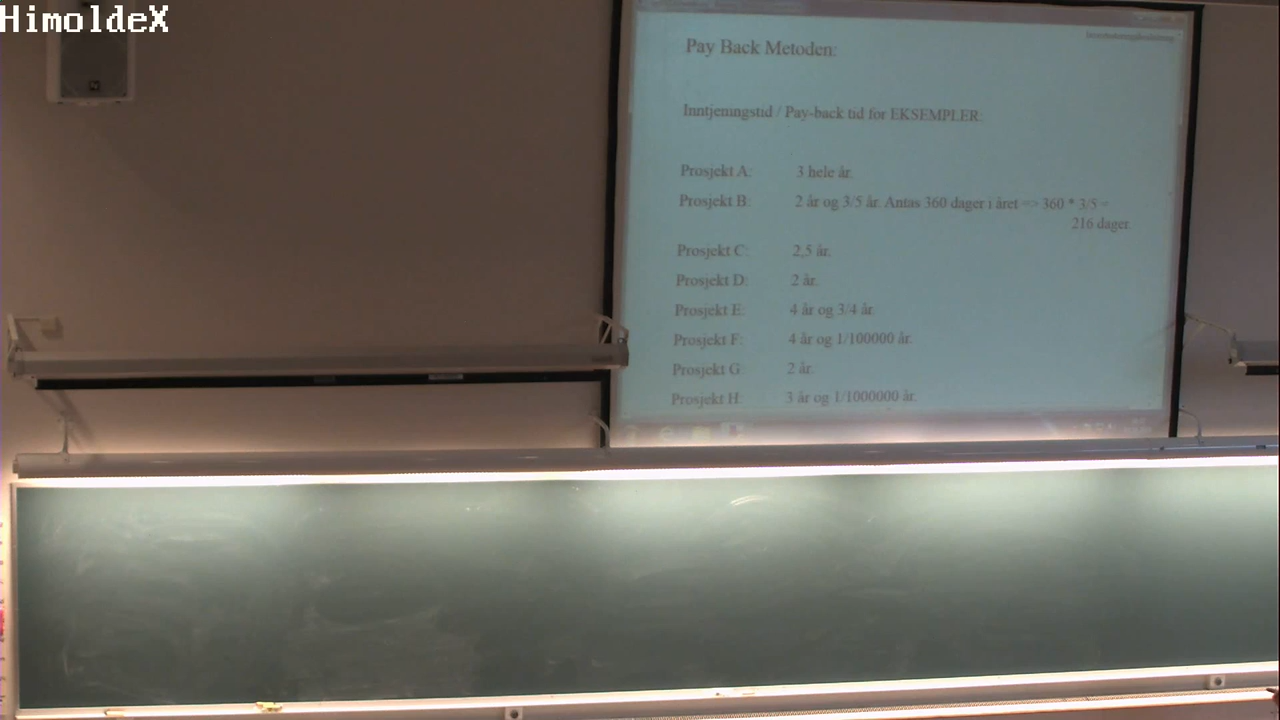 HimoldeX
Pay Back Metoden:
Inntjeningstid / Pay-back tid for EKSEMPLER:
Prosjekt A: 3 hele år.
Prosjekt B: 2 år og 3/5 år. Antas 360 dager i året => 360 * 3/5 =
216 dager.
Prosjekt C: 2,5 år.
Prosjekt D: 2 år.
Prosjekt E: 4 år og 3/4 år.
Prosjekt F: 4 år og 1/100000 år.
Prosjekt G: 2 år.
Prosjekt H: 3 år og 1/1000000 år.